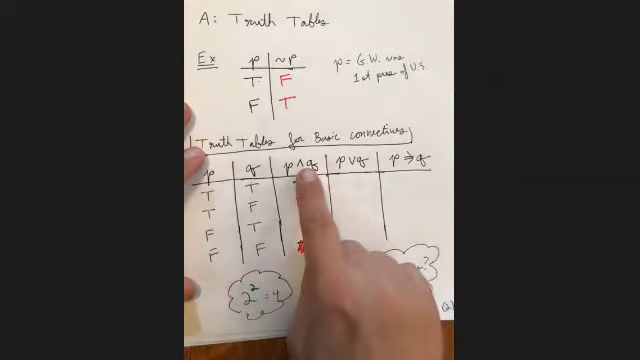 A: Truth Tables
Ex
p | ~p
T | F
F | T
p = G.W. was
1st pres of U.S.
Truth Tables for Basic connectives
p | q | p ∧ q | p ∨ q | p ⇒ q
T | T
T | F
F | T
F | F
2² = 4